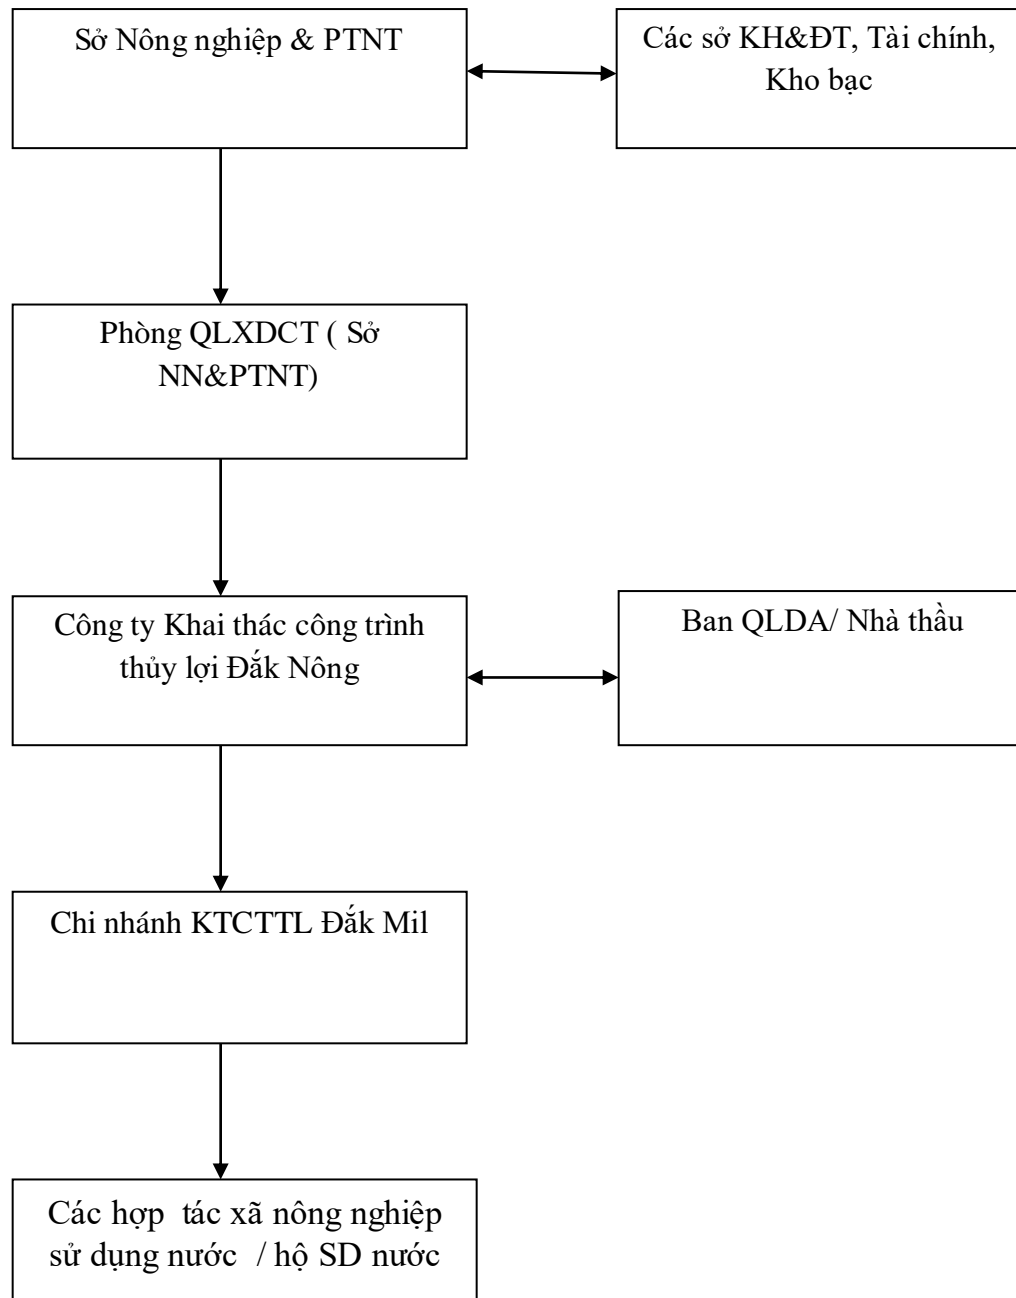 Sở Nông nghiệp & PTNT
Các sở KH&ĐT, Tài chính,
Kho bạc
Phòng QLXDCT ( Sở
NN&PTNT)
Công ty Khai thác công trình
thủy lợi Đắk Nông
Ban QLDA/ Nhà thầu
Chi nhánh KTCTTL Đắk Mil
Các hợp tác xã nông nghiệp
sử dụng nước / hộ SD nước